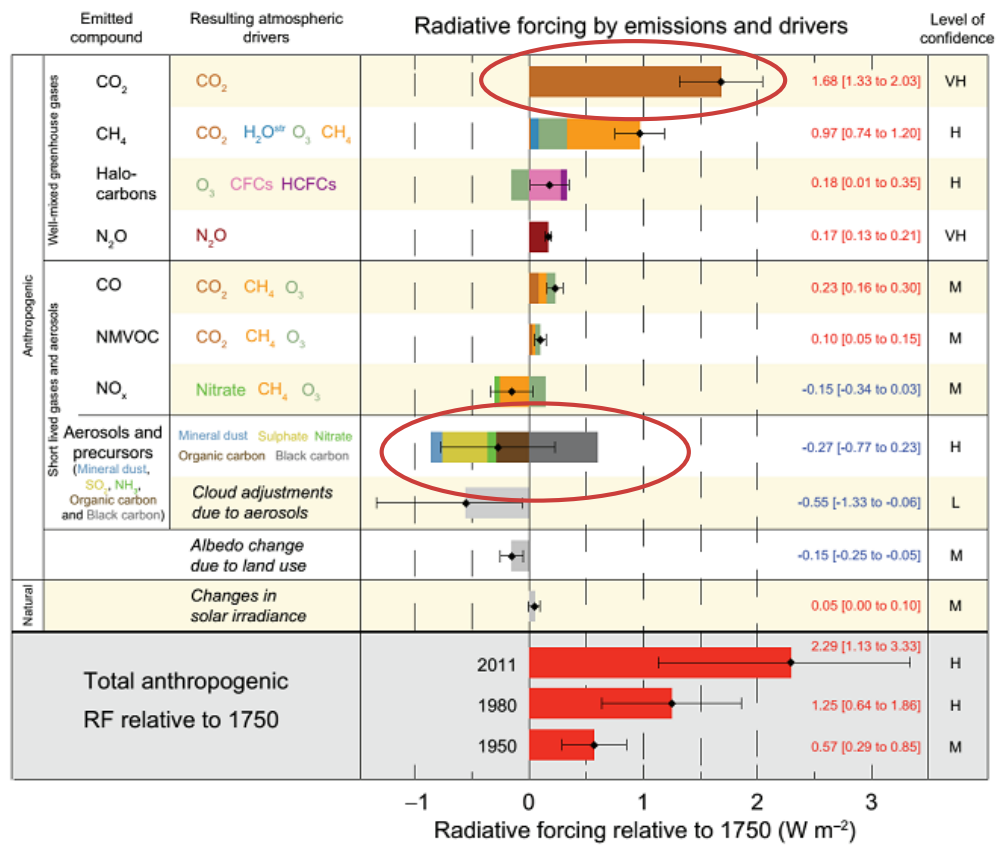 Emitted compound
Resulting atmospheric drivers
Radiative forcing by emissions and drivers
Level of confidence
Anthropogenic
Well-mixed greenhouse gases
CO₂ CO₂ 1.68 [1.33 to 2.03] VH
CH₄ CO₂ H₂Oˢᵗʳ O₃ CH₄ 0.97 [0.74 to 1.20] H
Halo-
carbons O₃ CFCs HCFCs 0.18 [0.01 to 0.35] H
N₂O N₂O 0.17 [0.13 to 0.21] VH
Short lived gases and aerosols
CO CO₂ CH₄ O₃ 0.23 [0.16 to 0.30] M
NMVOC CO₂ CH₄ O₃ 0.10 [0.05 to 0.15] M
NOₓ Nitrate CH₄ O₃ -0.15 [-0.34 to 0.03] M
Aerosols and
precursors
(Mineral dust,
SO₂, NH₃,
Organic carbon
and Black carbon)
Mineral dust Sulphate Nitrate
Organic carbon Black carbon
-0.27 [-0.77 to 0.23] H
Cloud adjustments
due to aerosols
-0.55 [-1.33 to -0.06] L
Albedo change
due to land use
-0.15 [-0.25 to -0.05] M
Natural
Changes in
solar irradiance
0.05 [0.00 to 0.10] M
Total anthropogenic
RF relative to 1750
2011 2.29 [1.13 to 3.33] H
1980 1.25 [0.64 to 1.86] H
1950 0.57 [0.29 to 0.85] M
−1 0 1 2 3
Radiative forcing relative to 1750 (W m⁻²)